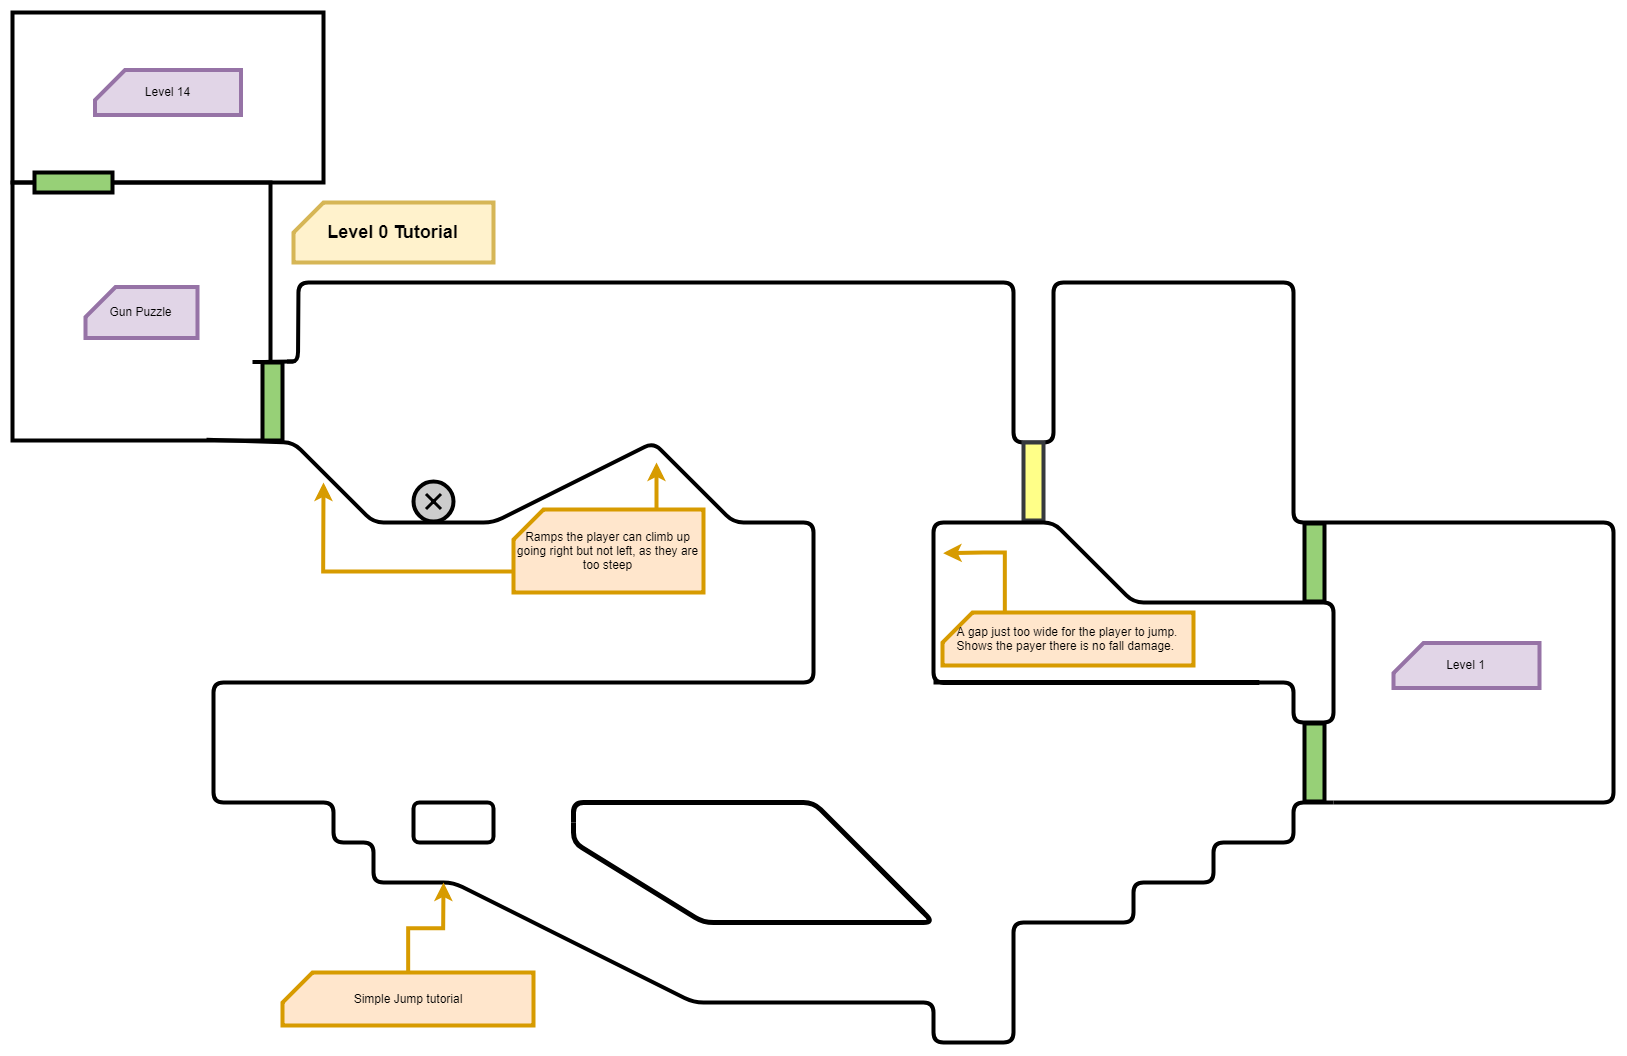 Level 14
Level 0 Tutorial
Gun Puzzle
Ramps the player can climb up
going right but not left, as they are
too steep
A gap just too wide for the player to jump.
Shows the payer there is no fall damage.
Level 1
Simple Jump tutorial